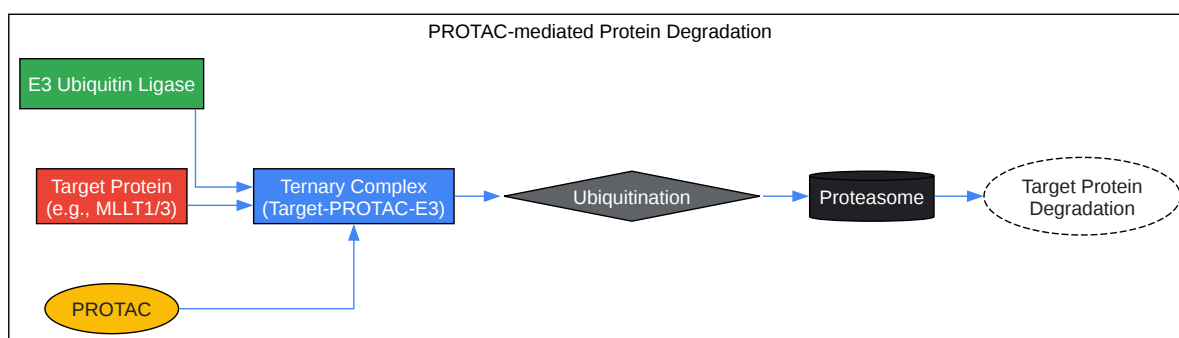 PROTAC-mediated Protein Degradation
E3 Ubiquitin Ligase
Target Protein
(e.g., MLLT1/3)
Ternary Complex
(Target-PROTAC-E3)
Ubiquitination
Proteasome
Target Protein
Degradation
PROTAC